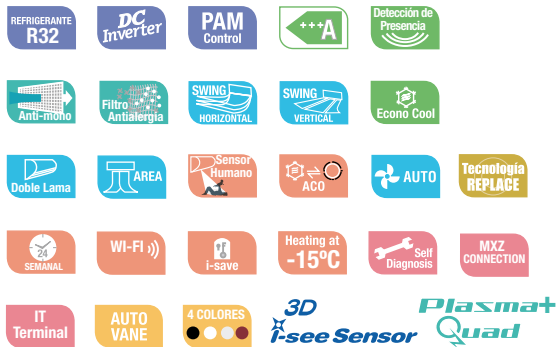 REFRIGERANTE
R32
DC
Inverter
PAM
Control
+++A
Detección de
Presencia
Anti-moho
Filtro
Antialergia
SWING
HORIZONTAL
SWING
VERTICAL
Econo Cool
Doble Lama
AREA
Sensor
Humano
ACO
AUTO
Tecnología
REPLACE
24
SEMANAL
WI-FI
i-save
Heating at
-15ºC
Self
Diagnosis
MXZ
CONNECTION
IT
Terminal
AUTO
VANE
4 COLORES
3D
i-see Sensor
Plasma+
Quad